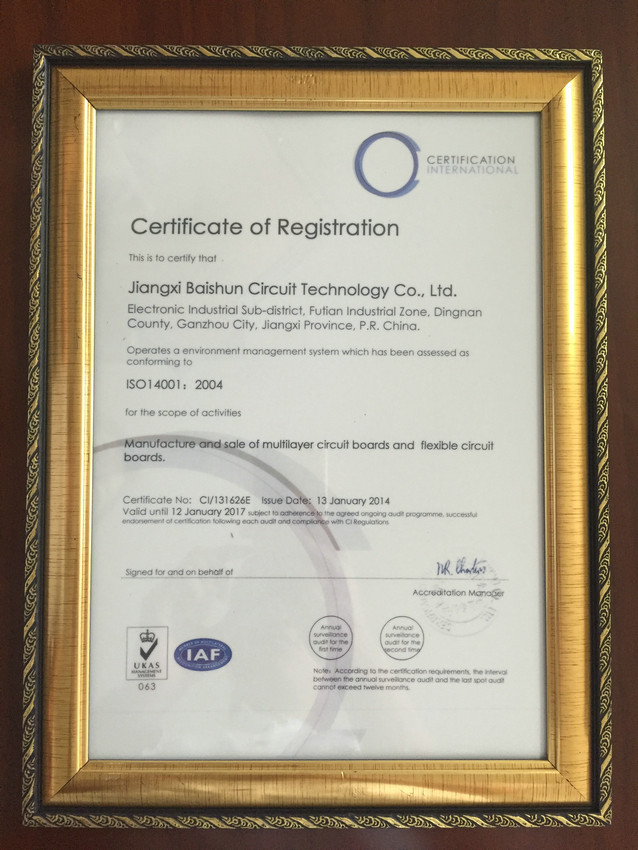 CERTIFICATION
INTERNATIONAL
Certificate of Registration
This is to certify that
Jiangxi Baishun Circuit Technology Co., Ltd.
Electronic Industrial Sub-district, Futian Industrial Zone, Dingnan
County, Ganzhou City, Jiangxi Province, P.R. China.
Operates a environment management system which has been assessed as
conforming to
ISO14001: 2004
for the scope of activities
Manufacture and sale of multilayer circuit boards and flexible circuit
boards.
Certificate No: CI/131626E Issue Date: 13 January 2014
Valid until 12 January 2017 subject to adherence to the agreed ongoing audit programme, successful
endorsement of certification following each audit and compliance with CI Regulations
Signed for and on behalf of
Accreditation Manager
UKAS
MANAGEMENT
SYSTEMS
063
IAF
Annual
surveillance
audit for the
first time
Annual
surveillance
audit for the
second time
Note: According to the certification requirements, the interval
between the annual surveillance audit and the last spot audit
cannot exceed twelve months.